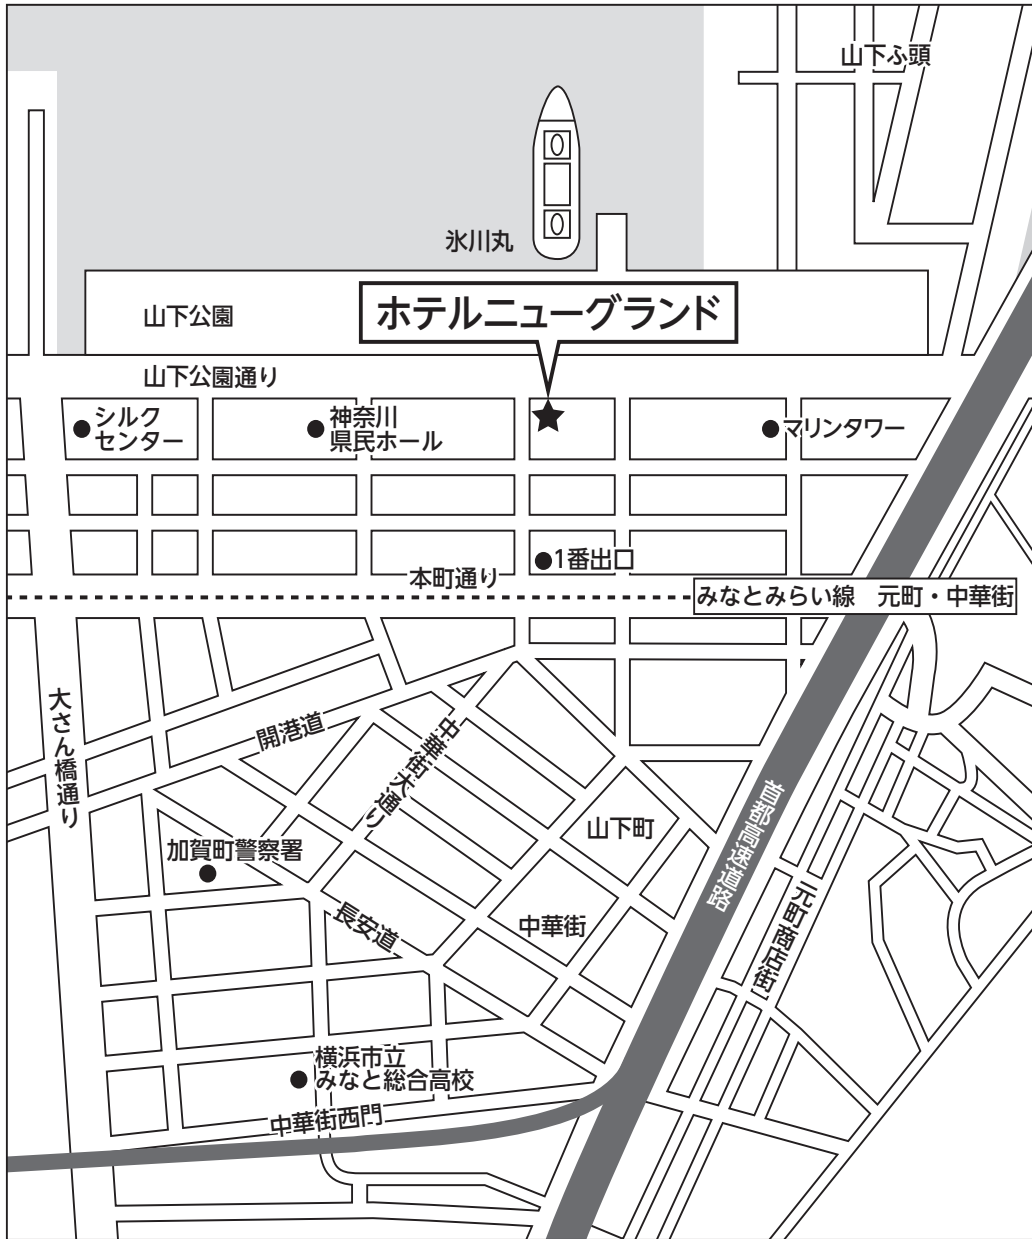 山下ふ頭
氷川丸
山下公園
ホテルニューグランド
山下公園通り
シルク
センター
神奈川
県民ホール
マリンタワー
1番出口
本町通り
みなとみらい線 元町・中華街
大さん橋通り
開港道
中華街大通り
首都高速道路
山下町
加賀町警察署
元町商店街
長安道
中華街
横浜市立
みなと総合高校
中華街西門